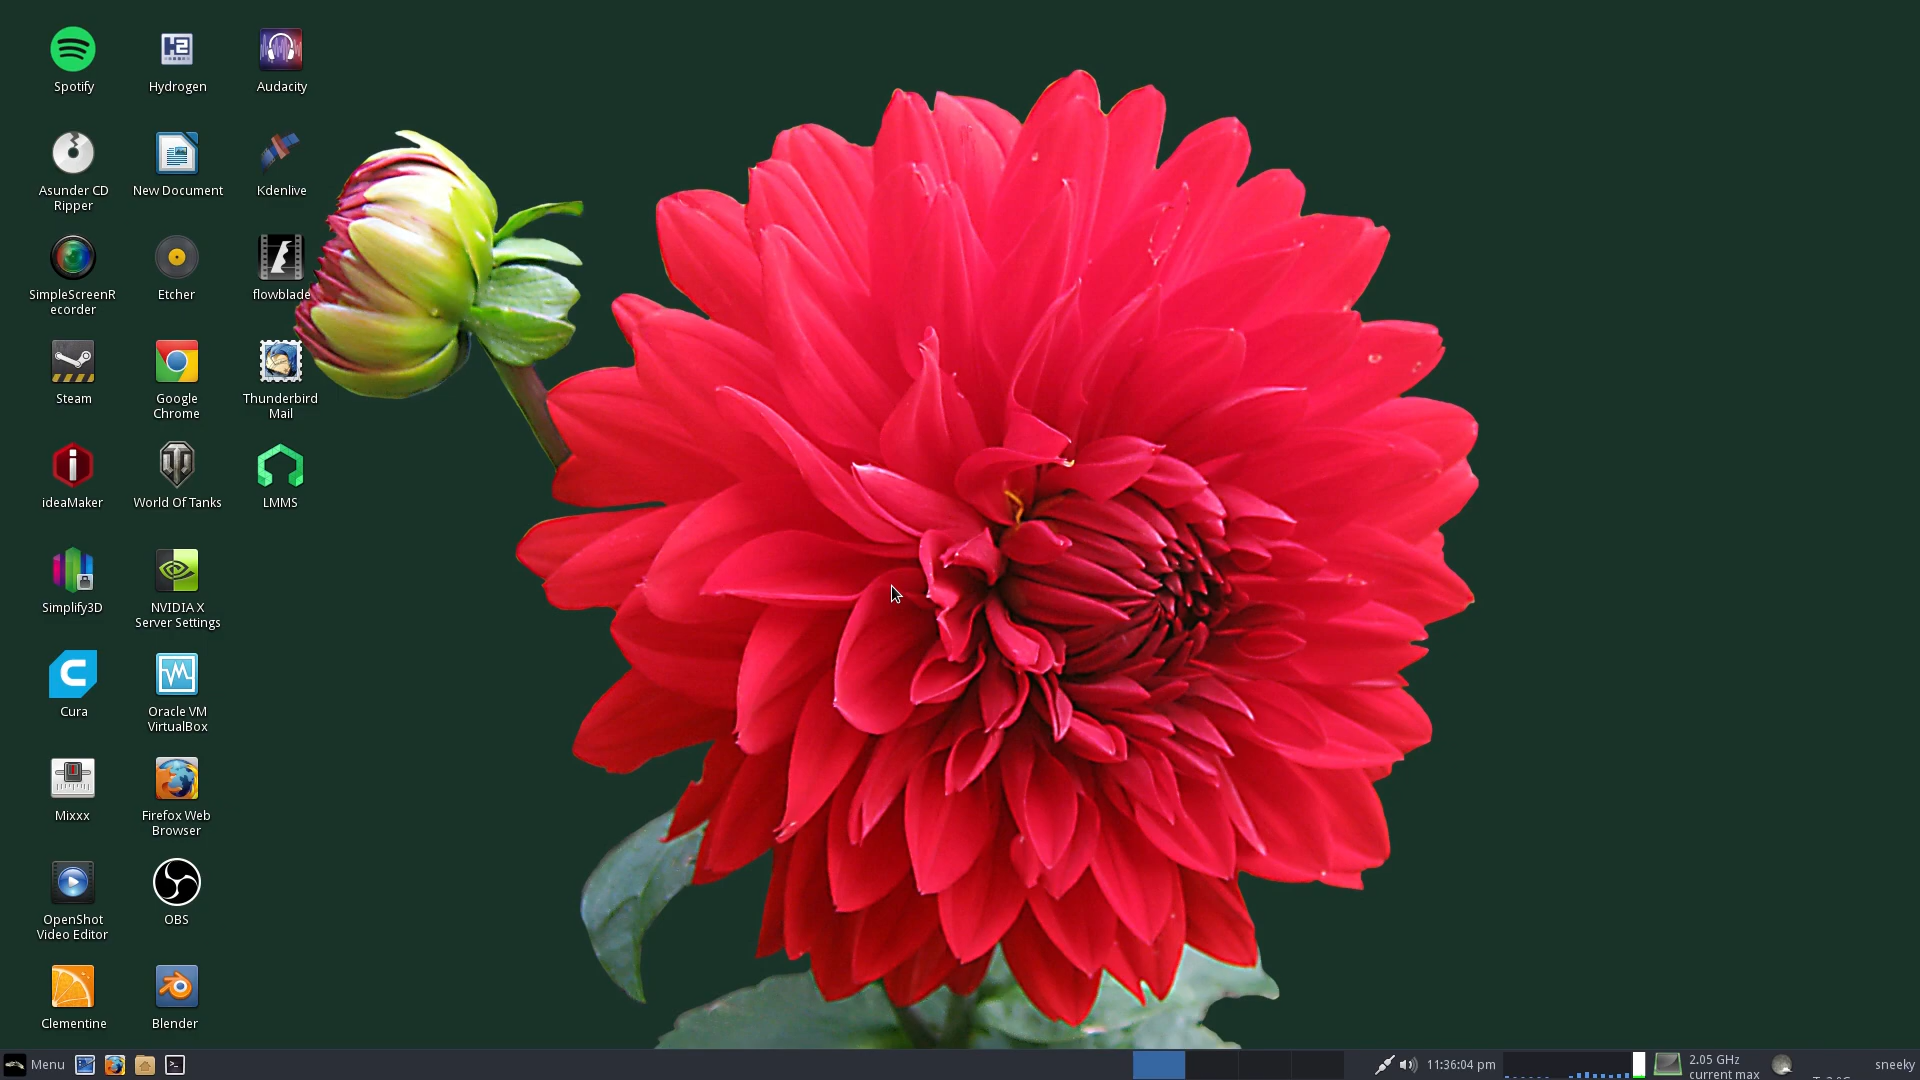 Spotify
Hydrogen
Audacity
Asunder CD
Ripper
New Document
Kdenlive
SimpleScreenR
ecorder
Etcher
flowblade
Steam
Google
Chrome
Thunderbird
Mail
ideaMaker
World Of Tanks
LMMS
Simplify3D
NVIDIA X
Server Settings
Cura
Oracle VM
VirtualBox
Mixxx
Firefox Web
Browser
OpenShot
Video Editor
OBS
Clementine
Blender
Menu
11:36:04 pm
2.05 GHz
current max
sneeky